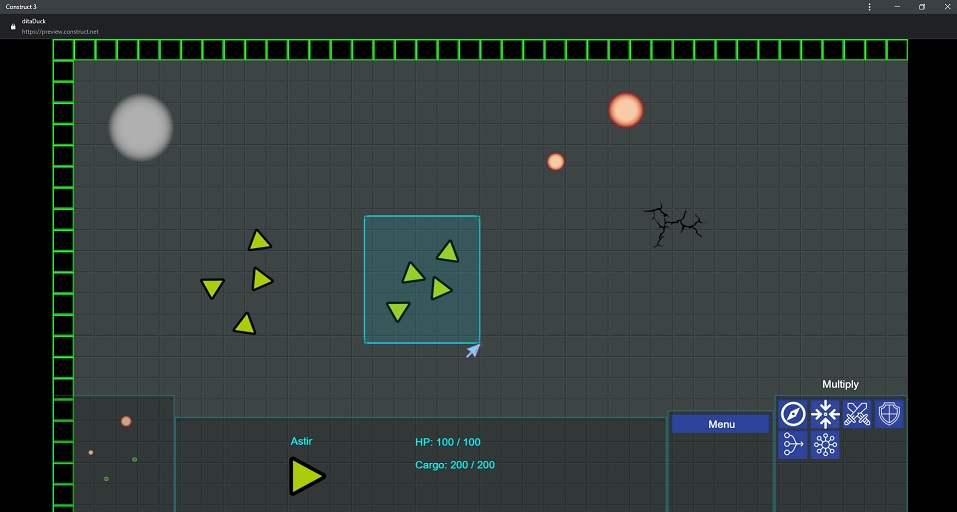 Construct 3
ditaDuck
https://preview.construct.net
Multiply
Menu
Astir
HP: 100 / 100
Cargo: 200 / 200